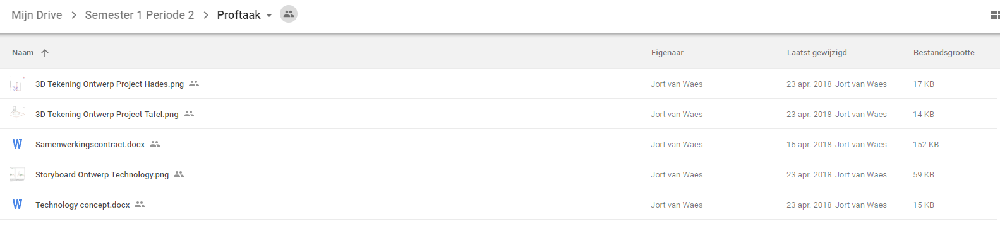 Mijn Drive > Semester 1 Periode 2 > Proftaak
Naam Eigenaar Laatst gewijzigd Bestandsgrootte
3D Tekening Ontwerp Project Hades.png Jort van Waes 23 apr. 2018 Jort van Waes 17 KB
3D Tekening Ontwerp Project Tafel.png Jort van Waes 23 apr. 2018 Jort van Waes 14 KB
W Samenwerkingscontract.docx Jort van Waes 16 apr. 2018 Jort van Waes 152 KB
Storyboard Ontwerp Technology.png Jort van Waes 23 apr. 2018 Jort van Waes 59 KB
W Technology concept.docx Jort van Waes 23 apr. 2018 Jort van Waes 15 KB